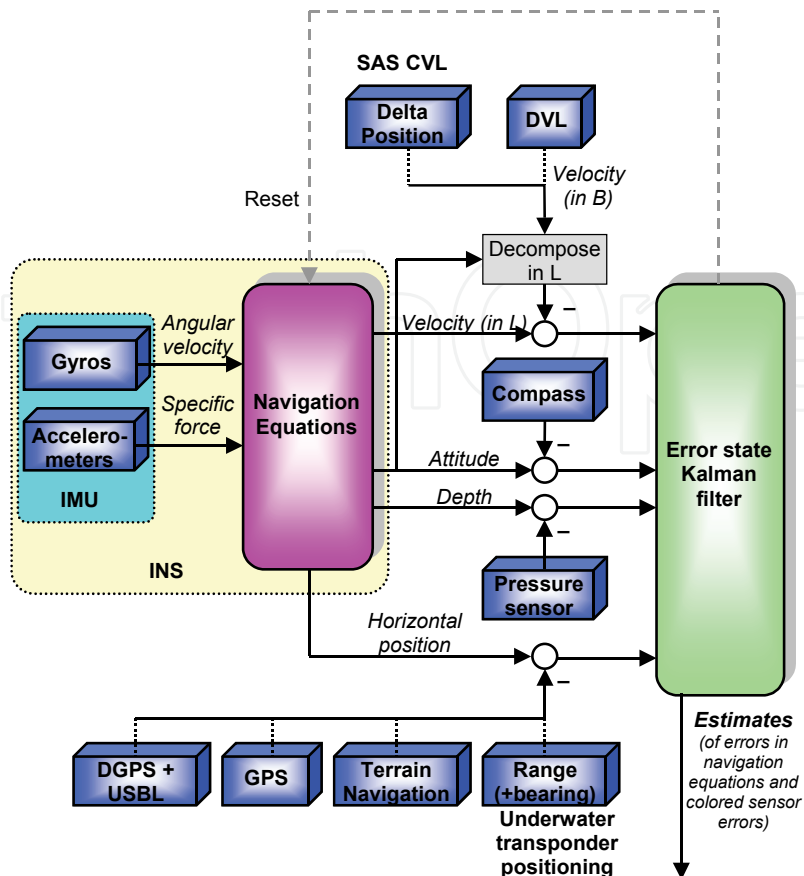 SAS CVL
Delta
Position
DVL
Velocity
(in B)
Reset
Decompose
in L
Angular
velocity
Velocity (in L)
Gyros
Navigation
Equations
Compass
Specific
force
Accelero-
meters
Attitude
Error state
Kalman
filter
Depth
IMU
INS
Pressure
sensor
Horizontal
position
Estimates
(of errors in
navigation
equations and
colored sensor
errors)
DGPS +
USBL
GPS
Terrain
Navigation
Range
(+bearing)
Underwater
transponder
positioning